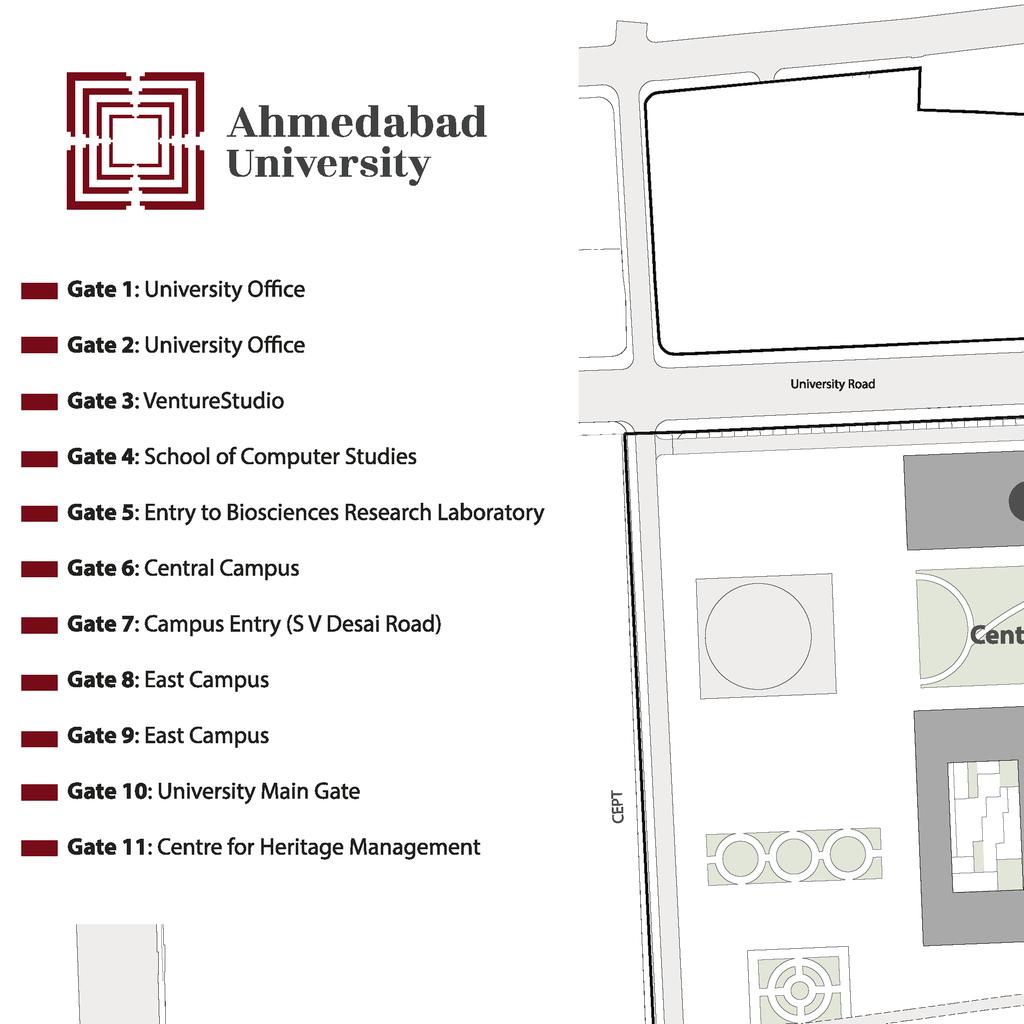 Ahmedabad
University
Gate 1: University Office
Gate 2: University Office
Gate 3: VentureStudio
Gate 4: School of Computer Studies
Gate 5: Entry to Biosciences Research Laboratory
Gate 6: Central Campus
Gate 7: Campus Entry (S V Desai Road)
Gate 8: East Campus
Gate 9: East Campus
Gate 10: University Main Gate
Gate 11: Centre for Heritage Management
University Road
Cent
CEPT